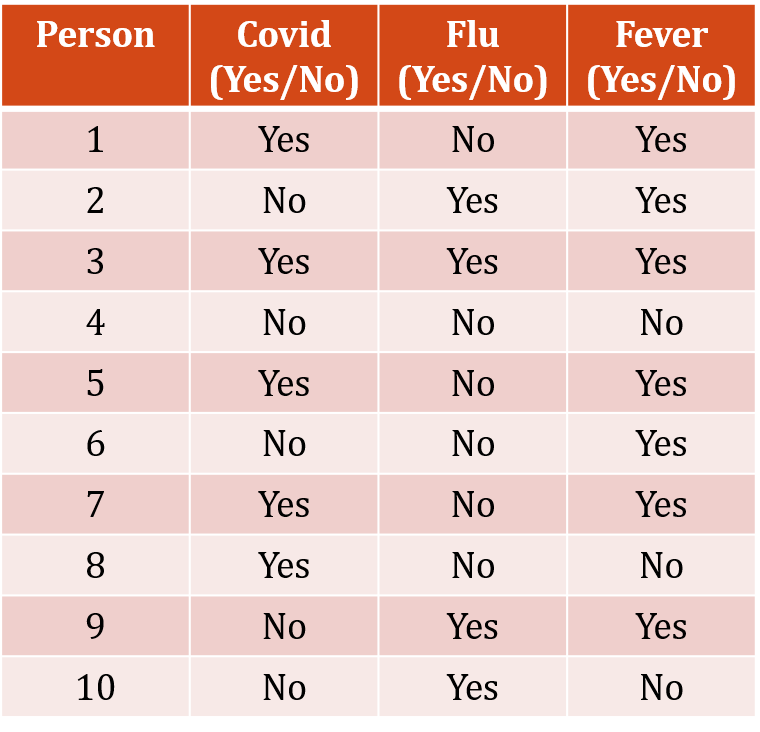 Person Covid (Yes/No) Flu (Yes/No) Fever (Yes/No)
1 Yes No Yes
2 No Yes Yes
3 Yes Yes Yes
4 No No No
5 Yes No Yes
6 No No Yes
7 Yes No Yes
8 Yes No No
9 No Yes Yes
10 No Yes No